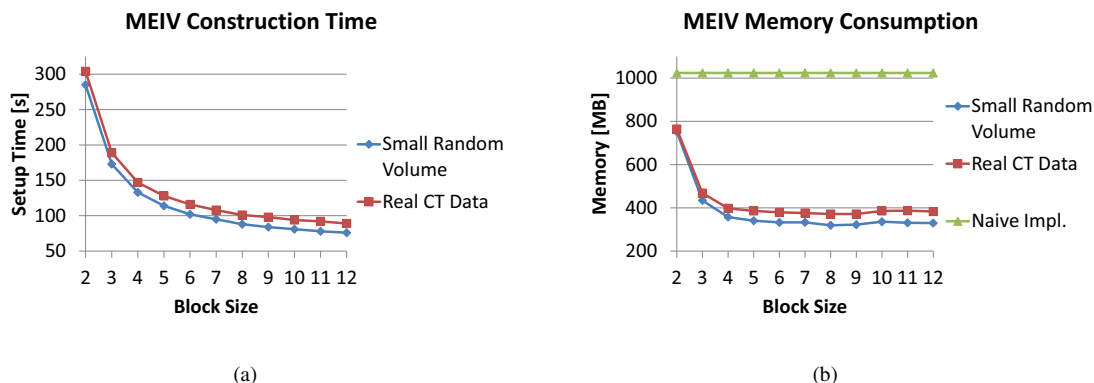 MEIV Construction Time
Setup Time [s]
300
250
200
150
100
50
2 3 4 5 6 7 8 9 10 11 12
Block Size
Small Random
Volume
Real CT Data
(a)
MEIV Memory Consumption
Memory [MB]
1000
800
600
400
200
2 3 4 5 6 7 8 9 10 11 12
Block Size
Small Random
Volume
Real CT Data
Naive Impl.
(b)